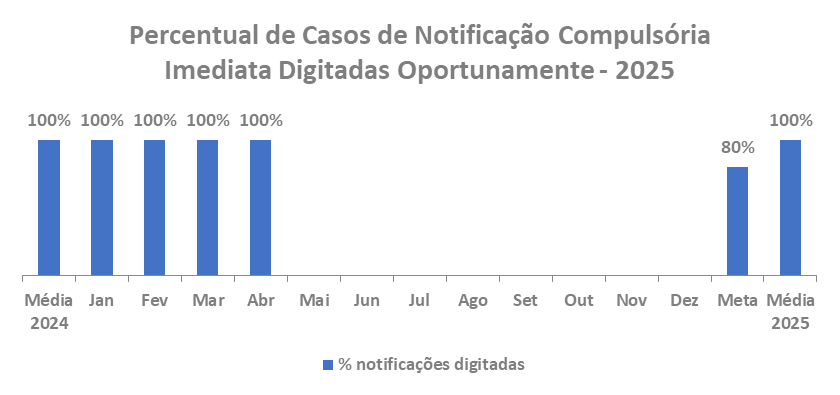 Percentual de Casos de Notificação Compulsória
Imediata Digitadas Oportunamente - 2025
100% 100% 100% 100% 100% 80% 100%
Média Jan Fev Mar Abr Mai Jun Jul Ago Set Out Nov Dez Meta Média
2024 2025
% notificações digitadas